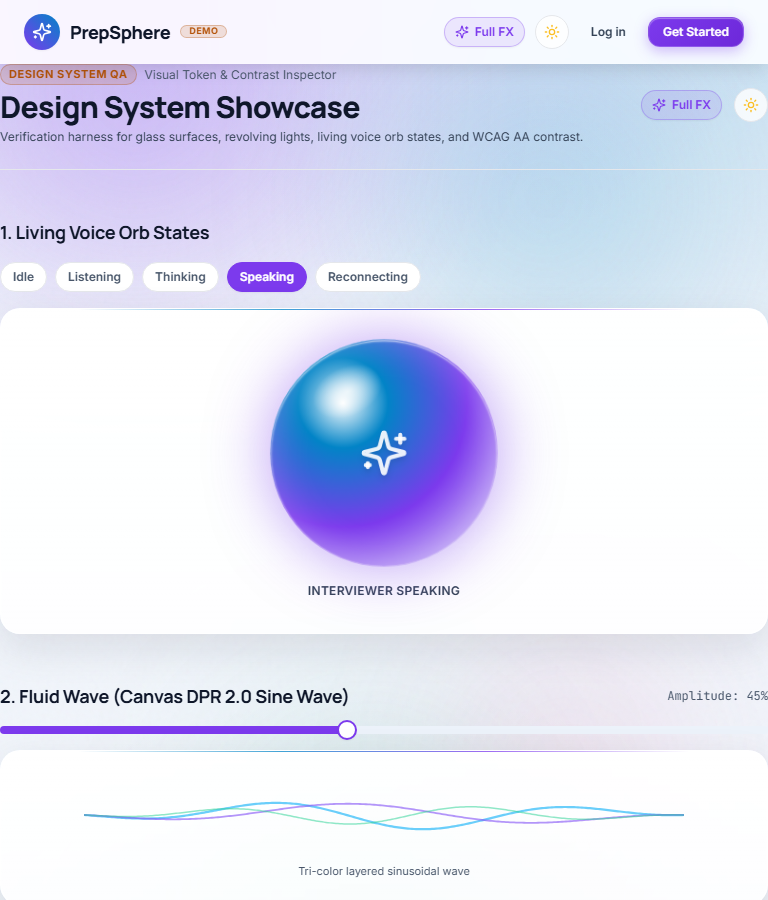 PrepSphere DEMO Full FX Log in Get Started
DESIGN SYSTEM QA Visual Token & Contrast Inspector
Design System Showcase Full FX
Verification harness for glass surfaces, revolving lights, living voice orb states, and WCAG AA contrast.
1. Living Voice Orb States
Idle Listening Thinking Speaking Reconnecting
INTERVIEWER SPEAKING
2. Fluid Wave (Canvas DPR 2.0 Sine Wave) Amplitude: 45%
Tri-color layered sinusoidal wave